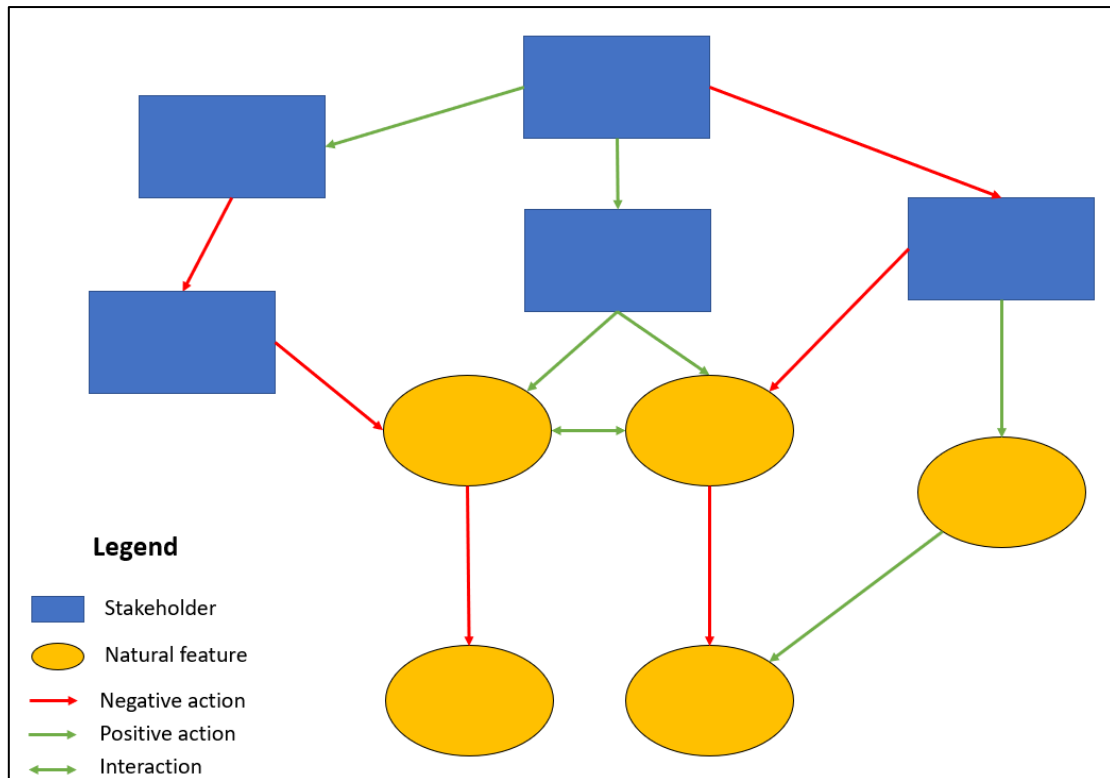 Legend
Stakeholder
Natural feature
Negative action
Positive action
Interaction